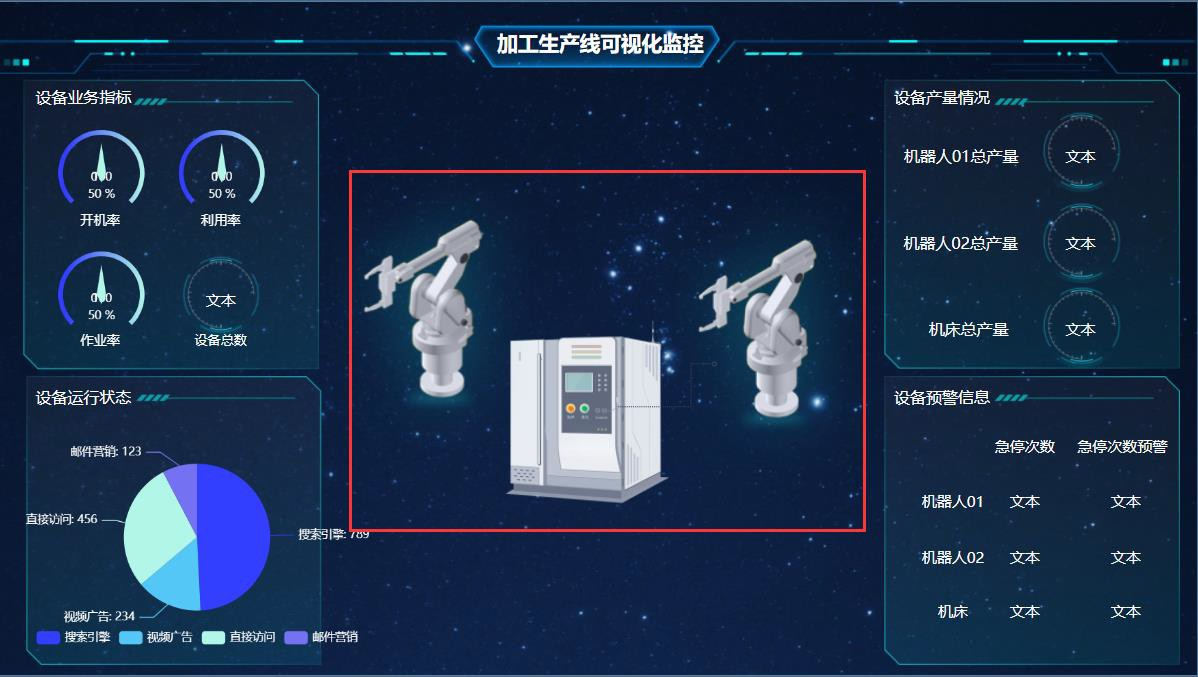 加工生产线可视化监控
设备业务指标
50 %
50 %
开机率
利用率
50 %
文本
作业率
设备总数
设备运行状态
邮件营销: 123
直接访问: 456
搜索引擎: 789
视频广告: 234
搜索引擎
视频广告
直接访问
邮件营销
设备产量情况
机器人01总产量
文本
机器人02总产量
文本
机床总产量
文本
设备预警信息
急停次数
急停次数预警
机器人01
文本
文本
机器人02
文本
文本
机床
文本
文本